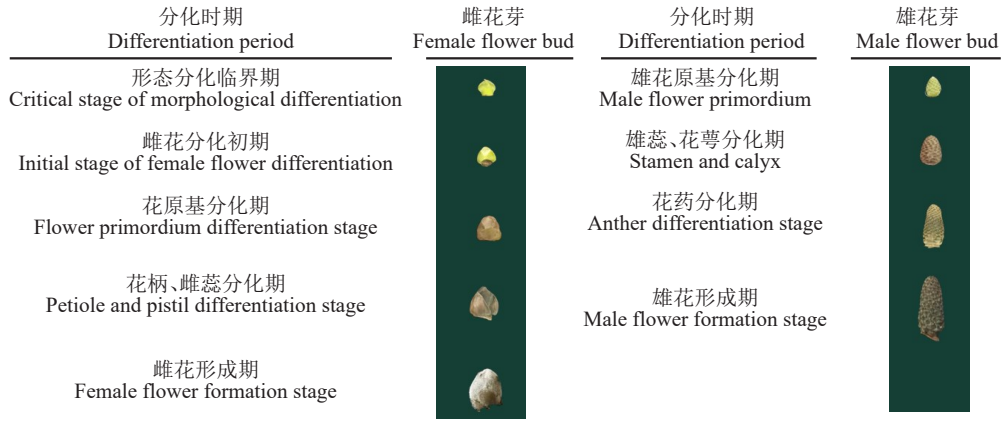 分化时期
Differentiation period
雌花芽
Female flower bud
分化时期
Differentiation period
雄花芽
Male flower bud
形态分化临界期
Critical stage of morphological differentiation
雄花原基分化期
Male flower primordium
雌花分化初期
Initial stage of female flower differentiation
雄蕊、花萼分化期
Stamen and calyx
花原基分化期
Flower primordium differentiation stage
花药分化期
Anther differentiation stage
花柄、雌蕊分化期
Petiole and pistil differentiation stage
雄花形成期
Male flower formation stage
雌花形成期
Female flower formation stage